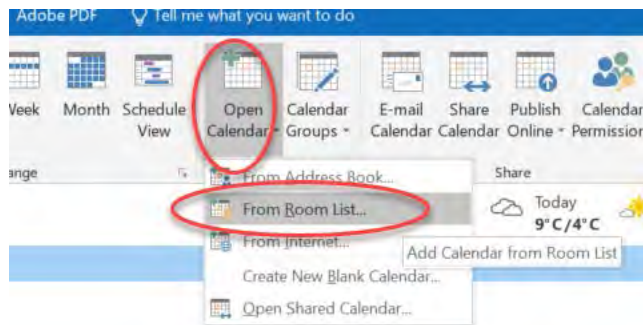 Adobe PDF Tell me what you want to do
Week Month Schedule View Open Calendar Calendar Groups E-mail Calendar Share Calendar Publish Online Calendar Permission
ange Share
From Address Book...
From Room List...
From Internet...
Create New Blank Calendar...
Open Shared Calendar...
Today
9°C/4°C
Add Calendar from Room List